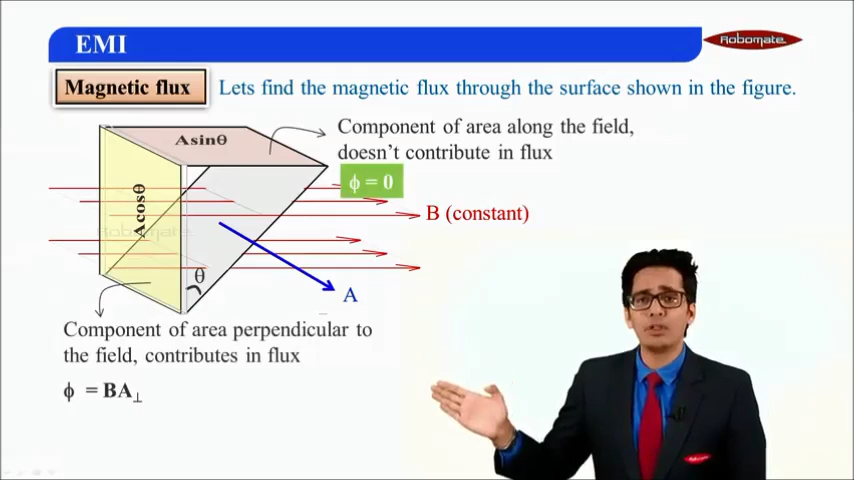 EMI
Robomate
Magnetic flux
Lets find the magnetic flux through the surface shown in the figure.
Asinθ
Component of area along the field,
doesn't contribute in flux
ϕ = 0
Acosθ
B (constant)
Robomate
θ
A
Component of area perpendicular to
the field, contributes in flux
ϕ = BA⊥